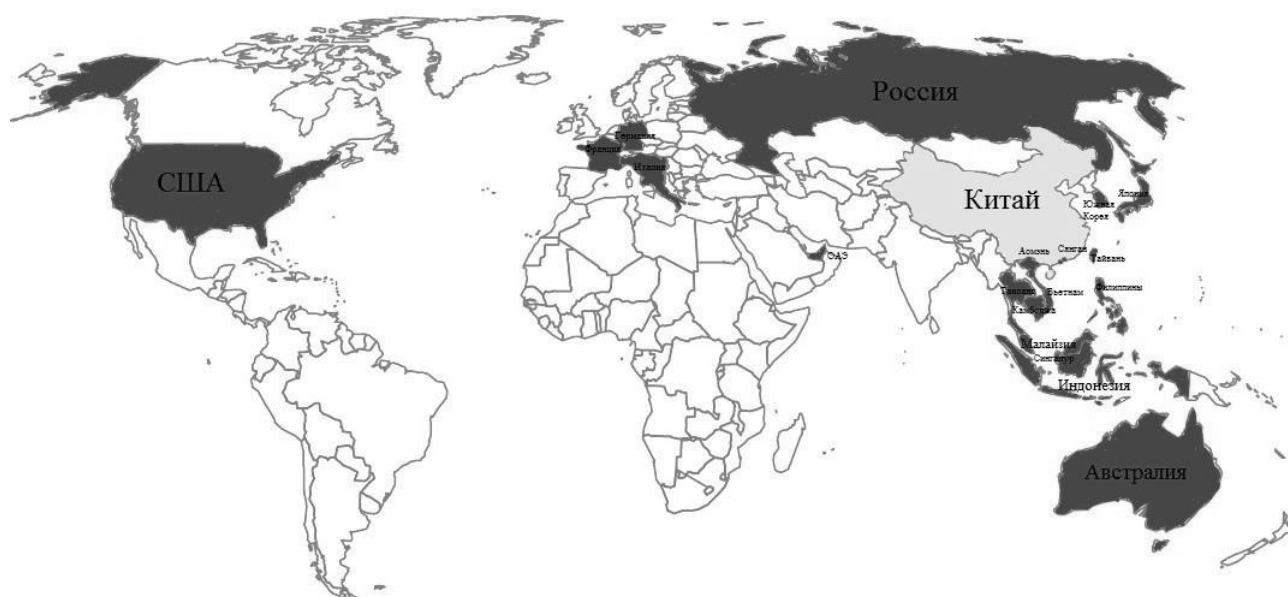 Россия
США
Германия
Франция
Италия
Китай
Япония
Южная
Корея
ОАЭ
Аомэнь
Сянган
Тайвань
Таиланд
Вьетнам
Филиппины
Камбоджа
Малайзия
Сингапур
Индонезия
Австралия